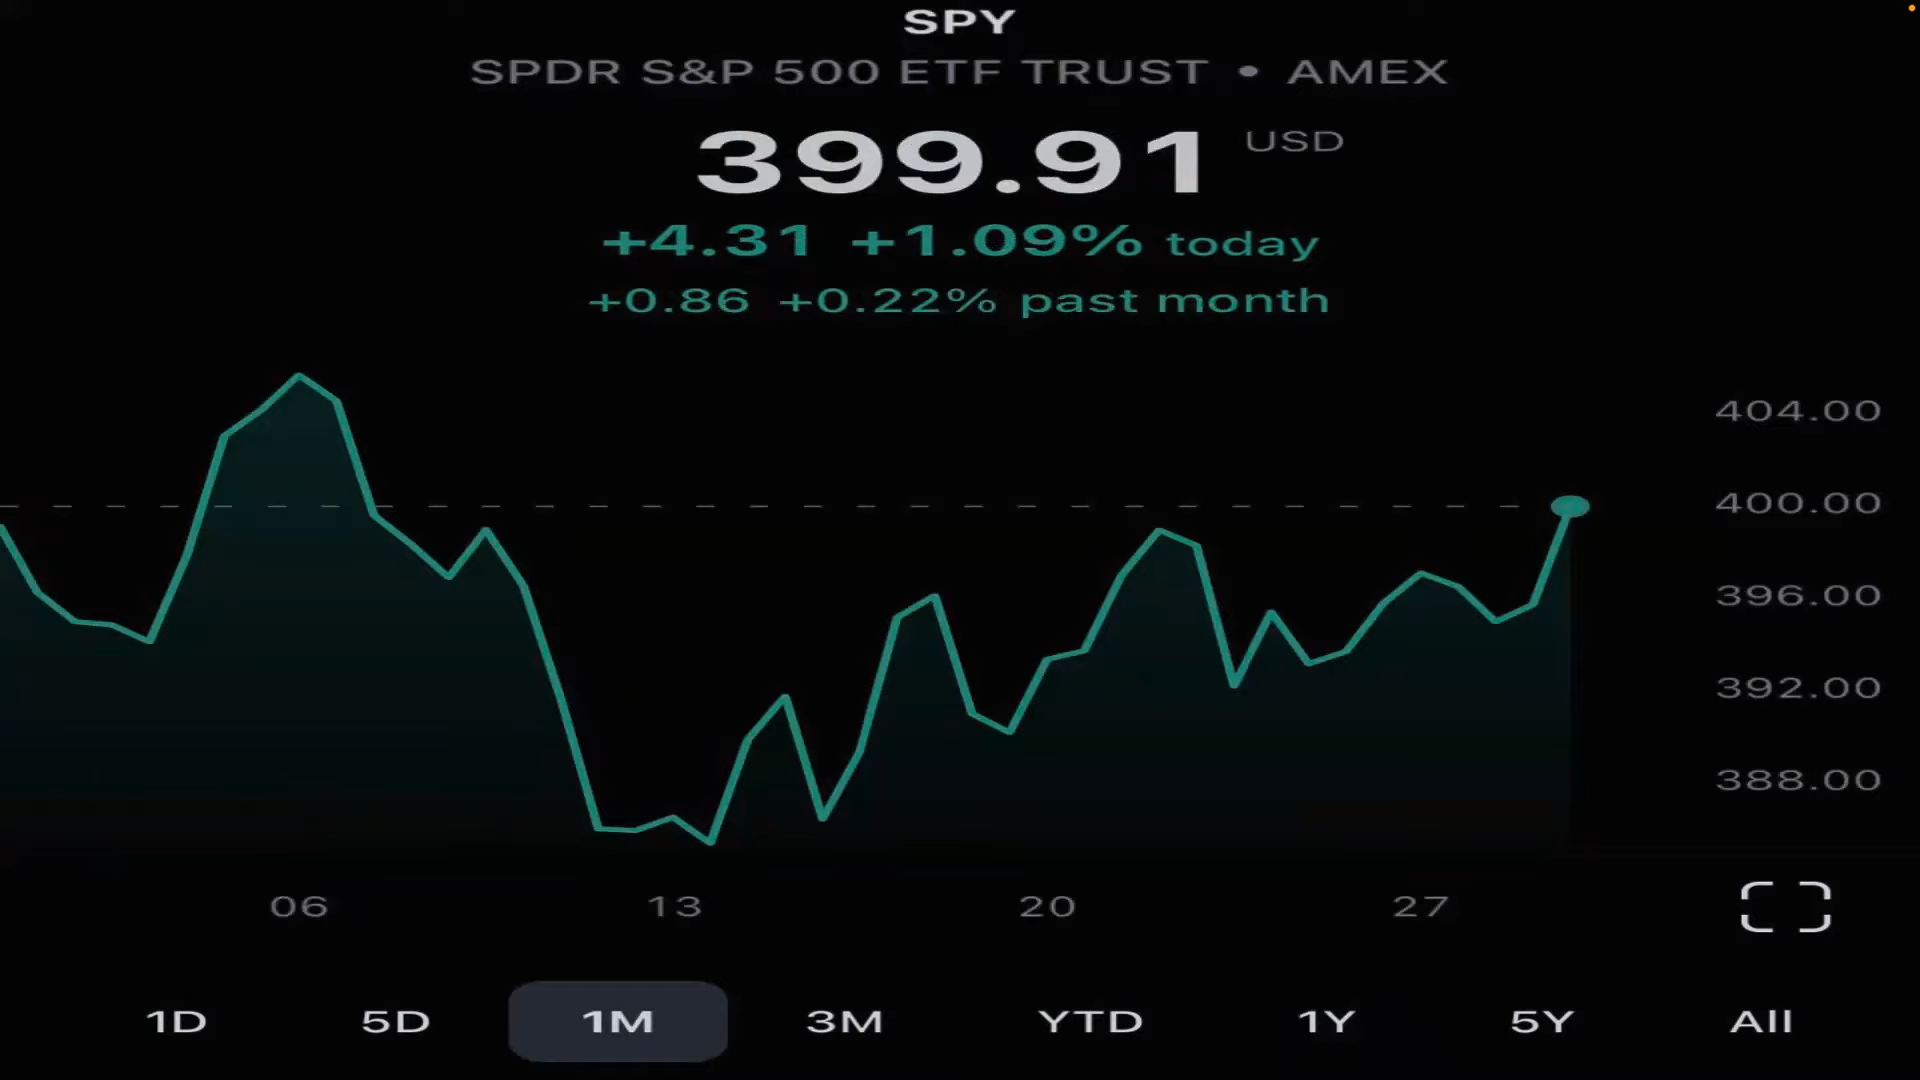 SPY
SPDR S&P 500 ETF TRUST • AMEX
399.91 USD
+4.31 +1.09% today
+0.86 +0.22% past month
404.00
400.00
396.00
392.00
388.00
06 13 20 27
1D 5D 1M 3M YTD 1Y 5Y All